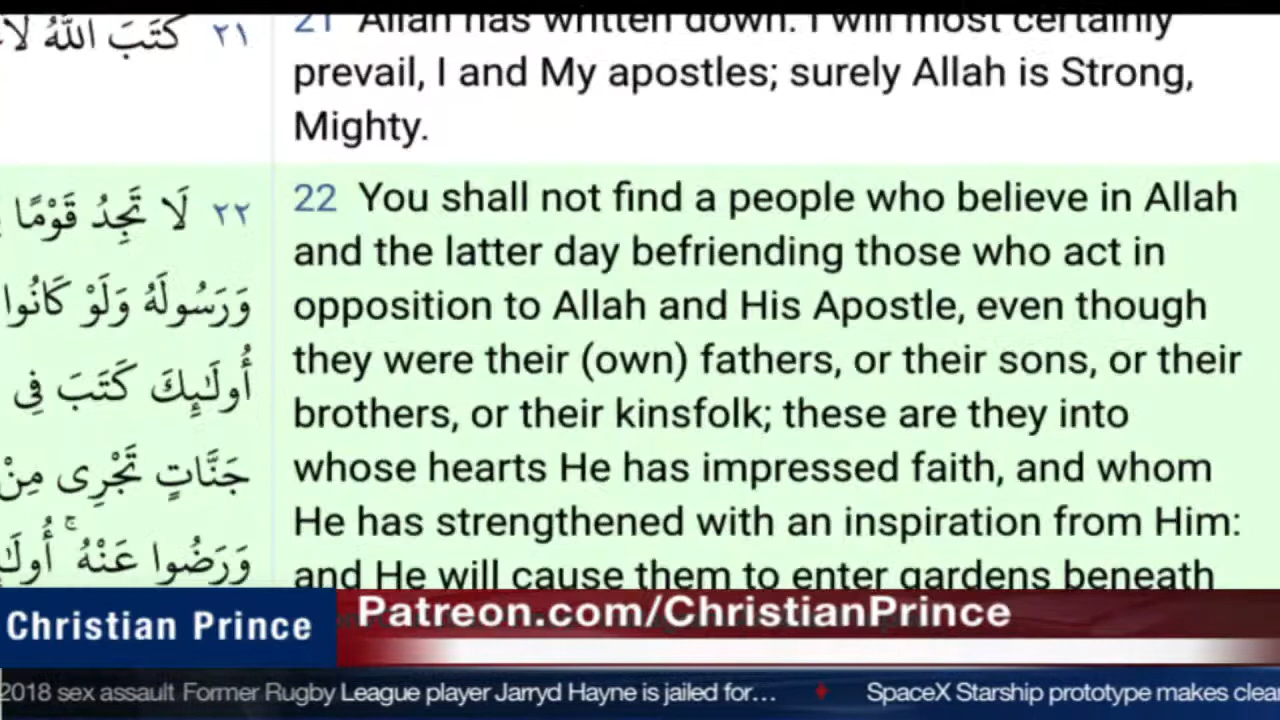 ٢١ كَتَبَ اللَّهُ
21 Allah has written down: I will most certainly
prevail, I and My apostles; surely Allah is Strong,
Mighty.
٢٢ لَا تَجِدُ قَوْمًا
وَرَسُولَهُ وَلَوْ كَانُوا
أُولَٰئِكَ كَتَبَ فِي
جَنَّاتٍ تَجْرِي مِنْ
وَرَضُوا عَنْهُ ۚ
22 You shall not find a people who believe in Allah
and the latter day befriending those who act in
opposition to Allah and His Apostle, even though
they were their (own) fathers, or their sons, or their
brothers, or their kinsfolk; these are they into
whose hearts He has impressed faith, and whom
He has strengthened with an inspiration from Him:
and He will cause them to enter gardens beneath
Christian Prince
Patreon.com/ChristianPrince
2018 sex assault Former Rugby League player Jarryd Hayne is jailed for... ♦ SpaceX Starship prototype makes